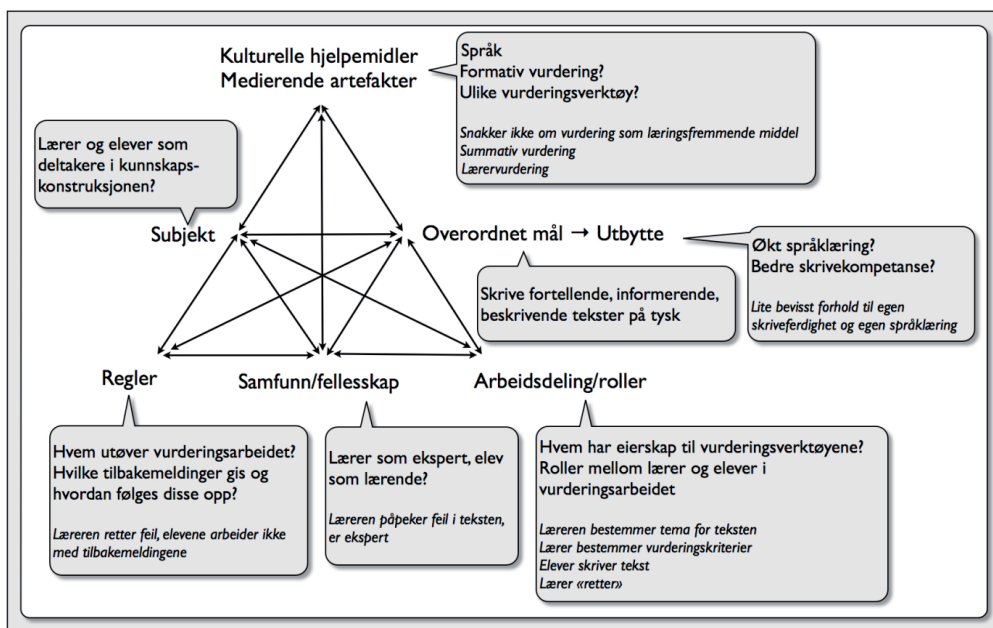 Kulturelle hjelpemidler
Medierende artefakter
Språk
Formativ vurdering?
Ulike vurderingsverktøy?
Snakker ikke om vurdering som læringsfremmende middel
Summativ vurdering
Lærervurdering
Lærer og elever som
deltakere i kunnskaps-
konstruksjonen?
Subjekt
Overordnet mål → Utbytte
Økt språklæring?
Bedre skrivekompetanse?
Lite bevisst forhold til egen
skriveferdighet og egen språklæring
Skrive fortellende, informerende,
beskrivende tekster på tysk
Regler
Samfunn/fellesskap
Arbeidsdeling/roller
Hvem utøver vurderingsarbeidet?
Hvilke tilbakemeldinger gis og
hvordan følges disse opp?
Læreren retter feil, elevene arbeider ikke
med tilbakemeldingene
Lærer som ekspert, elev
som lærende?
Læreren påpeker feil i teksten,
er ekspert
Hvem har eierskap til vurderingsverktøyene?
Roller mellom lærer og elever i
vurderingsarbeidet
Læreren bestemmer tema for teksten
Lærer bestemmer vurderingskriterier
Elever skriver tekst
Lærer «retter»